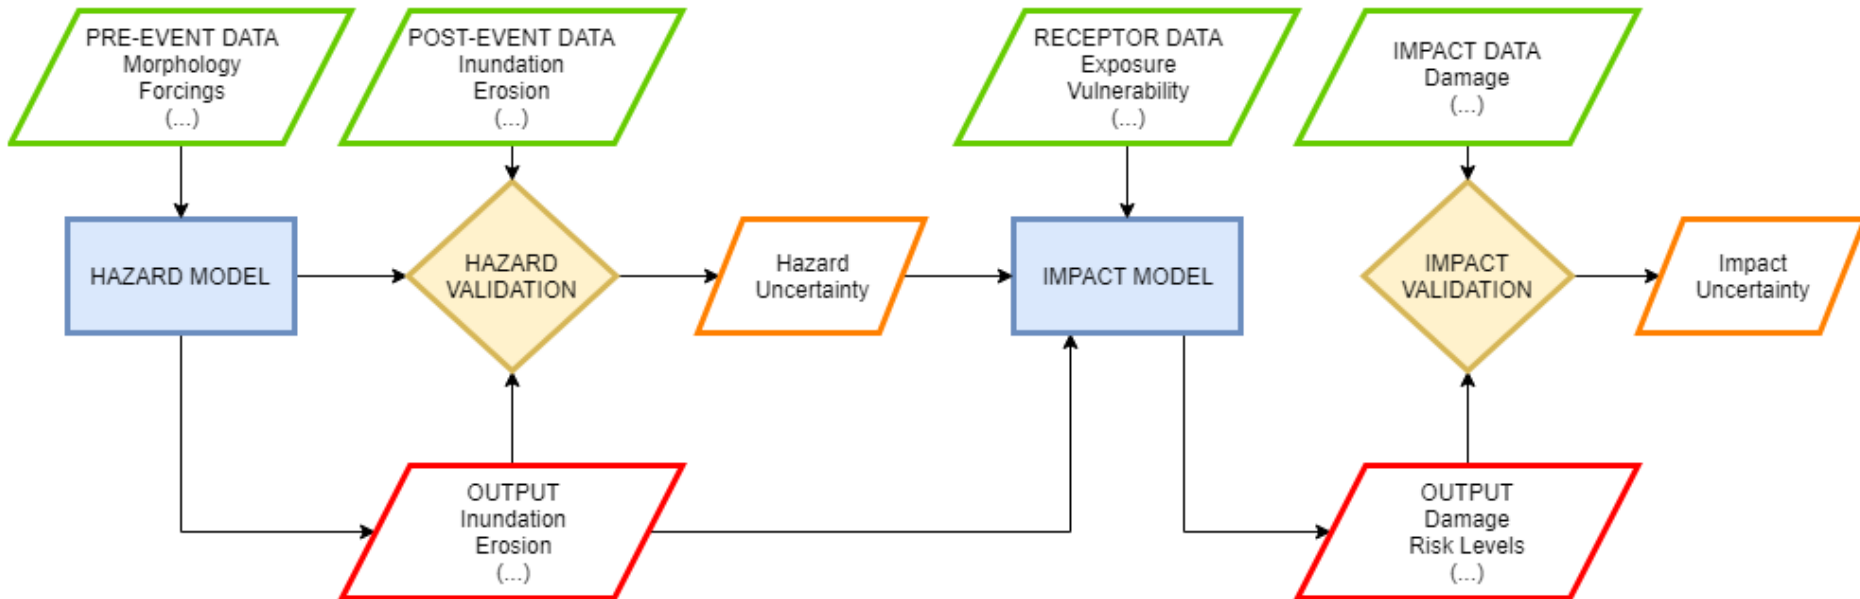 PRE-EVENT DATA
Morphology
Forcings
(...)
POST-EVENT DATA
Inundation
Erosion
(...)
RECEPTOR DATA
Exposure
Vulnerability
(...)
IMPACT DATA
Damage
(...)
HAZARD MODEL
HAZARD
VALIDATION
Hazard
Uncertainty
IMPACT MODEL
IMPACT
VALIDATION
Impact
Uncertainty
OUTPUT
Inundation
Erosion
(...)
OUTPUT
Damage
Risk Levels
(...)